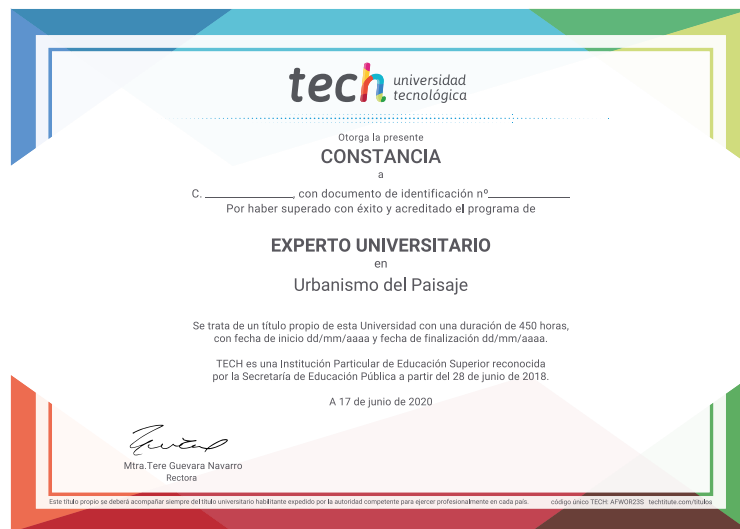 tech universidad
tecnológica
Otorga la presente
CONSTANCIA
a
C. ______________, con documento de identificación nº______________
Por haber superado con éxito y acreditado el programa de
EXPERTO UNIVERSITARIO
en
Urbanismo del Paisaje
Se trata de un título propio de esta Universidad con una duración de 450 horas,
con fecha de inicio dd/mm/aaaa y fecha de finalización dd/mm/aaaa.
TECH es una Institución Particular de Educación Superior reconocida
por la Secretaría de Educación Pública a partir del 28 de junio de 2018.
A 17 de junio de 2020
Mtra.Tere Guevara Navarro
Rectora
Este título propio se deberá acompañar siempre del título universitario habilitante expedido por la autoridad competente para ejercer profesionalmente en cada país. código único TECH: AFWOR23S techtitute.com/titulos